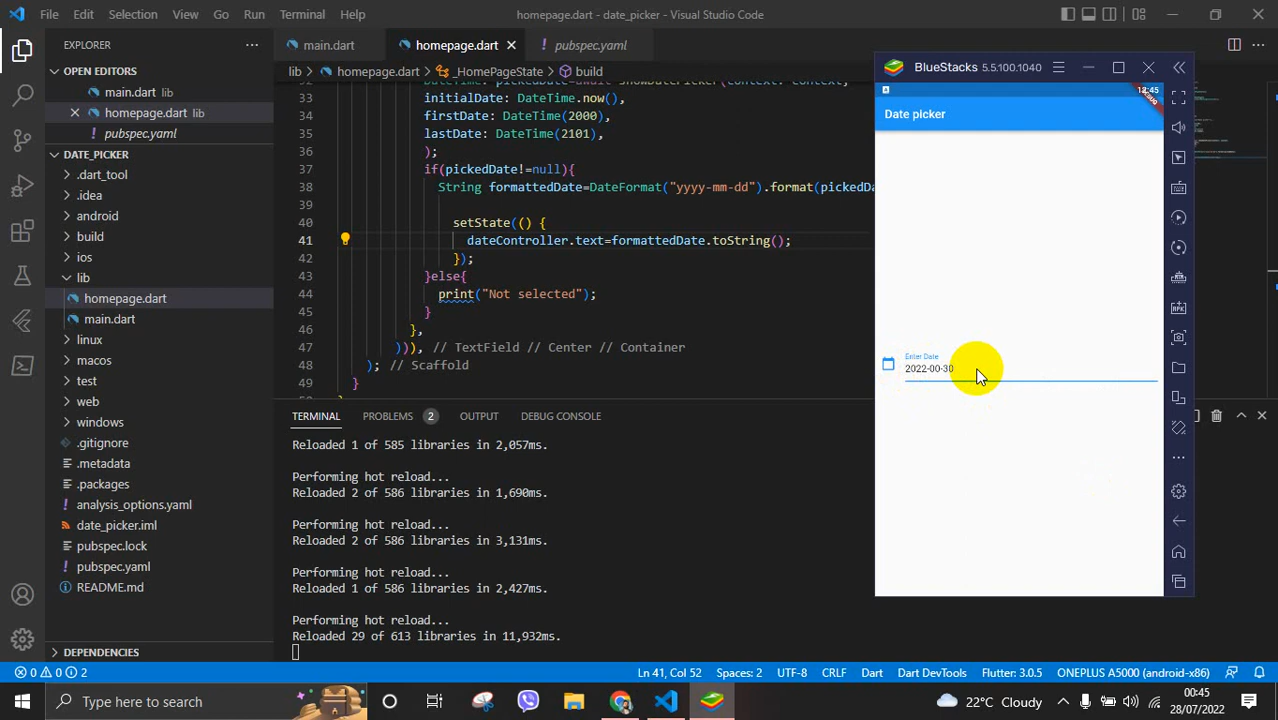 File Edit Selection View Go Run Terminal Help homepage.dart - date_picker - Visual Studio Code
EXPLORER
OPEN EDITORS
main.dart lib
homepage.dart lib
pubspec.yaml
DATE_PICKER
.dart_tool
.idea
android
build
ios
lib
homepage.dart
main.dart
linux
macos
test
web
windows
.gitignore
.metadata
.packages
analysis_options.yaml
date_picker.iml
pubspec.lock
pubspec.yaml
README.md
DEPENDENCIES
main.dart homepage.dart pubspec.yaml
lib homepage.dart _HomePageState build
33 initialDate: DateTime.now(),
34 firstDate: DateTime(2000),
35 lastDate: DateTime(2101),
36 );
37 if(pickedDate!=null){
38 String formattedDate=DateFormat("yyyy-mm-dd").format(pickedDa
39
40 setState(() {
41 dateController.text=formattedDate.toString();
42 });
43 }else{
44 print("Not selected");
45 }
46 },
47 ))), // TextField // Center // Container
48 ); // Scaffold
49 }
TERMINAL PROBLEMS 2 OUTPUT DEBUG CONSOLE
Reloaded 1 of 585 libraries in 2,057ms.
Performing hot reload...
Reloaded 2 of 586 libraries in 1,690ms.
Performing hot reload...
Reloaded 2 of 586 libraries in 3,131ms.
Performing hot reload...
Reloaded 1 of 586 libraries in 2,427ms.
Performing hot reload...
Reloaded 29 of 613 libraries in 11,932ms.
BlueStacks 5.5.100.1040
Date picker
Enter Date
2022-00-30
0 0 2 Ln 41, Col 52 Spaces: 2 UTF-8 CRLF Dart Dart DevTools Flutter: 3.0.5 ONEPLUS A5000 (android-x86)
Type here to search 22°C Cloudy 00:45
28/07/2022